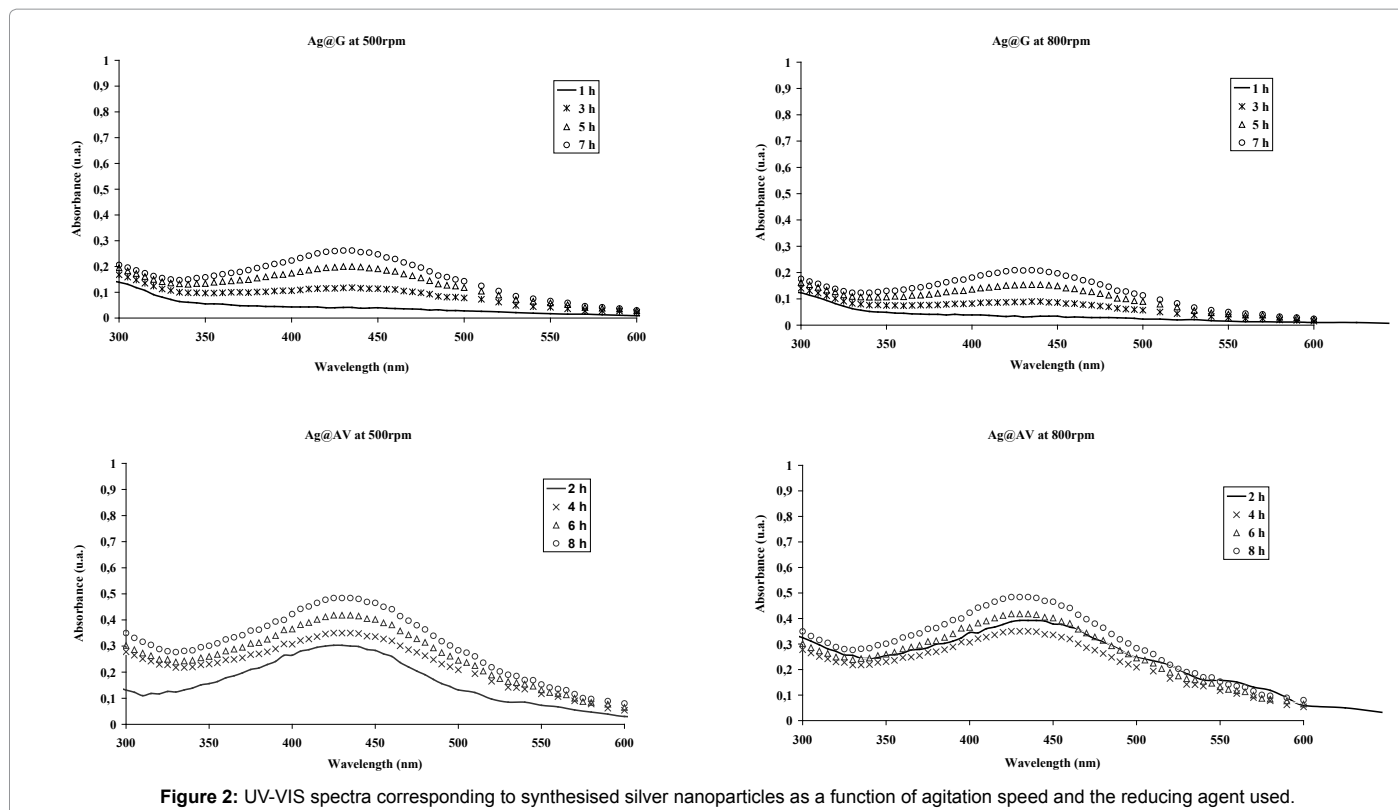 Ag@G at 500rpm
1
0,9
0,8
0,7
0,6
0,5
0,4
0,3
0,2
0,1
0
Absorbance (u.a.)
300 350 400 450 500 550 600
Wavelength (nm)
1 h
3 h
5 h
7 h
Ag@G at 800rpm
1
0,9
0,8
0,7
0,6
0,5
0,4
0,3
0,2
0,1
0
Absorbance (u.a.)
300 350 400 450 500 550 600
Wavelength (nm)
1 h
3 h
5 h
7 h
Ag@AV at 500rpm
1
0,9
0,8
0,7
0,6
0,5
0,4
0,3
0,2
0,1
0
Absorbance (u.a.)
300 350 400 450 500 550 600
Wavelength (nm)
2 h
4 h
6 h
8 h
Ag@AV at 800rpm
1
0,9
0,8
0,7
0,6
0,5
0,4
0,3
0,2
0,1
0
Absorbance (u.a.)
300 350 400 450 500 550 600
Wavelength (nm)
2 h
4 h
6 h
8 h
Figure 2: UV-VIS spectra corresponding to synthesised silver nanoparticles as a function of agitation speed and the reducing agent used.